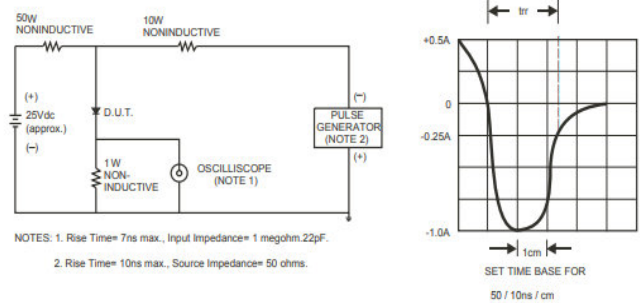 50W
NONINDUCTIVE
10W
NONINDUCTIVE
(+)
25Vdc
(approx.)
(–)
D.U.T.
1W
NON-
INDUCTIVE
OSCILLISCOPE
(NOTE 1)
(–)
PULSE
GENERATOR
(NOTE 2)
(+)
NOTES: 1. Rise Time= 7ns max., Input Impedance= 1 megohm.22pF.
2. Rise Time= 10ns max., Source Impedance= 50 ohms.
trr
+0.5A
0
-0.25A
-1.0A
1cm
SET TIME BASE FOR
50 / 10ns / cm